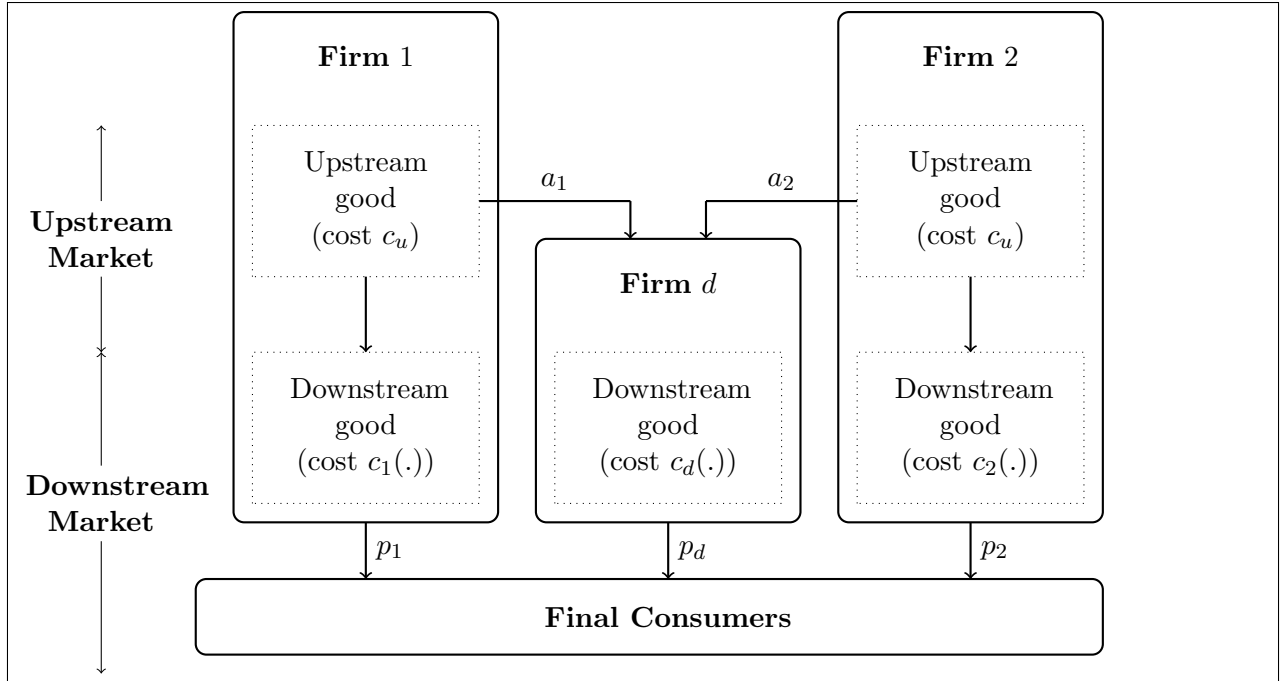 Firm 1
Firm 2
Upstream
good
(cost c_u)
Upstream
good
(cost c_u)
a_1
a_2
Upstream
Market
Firm d
Downstream
good
(cost c_1(.))
Downstream
good
(cost c_d(.))
Downstream
good
(cost c_2(.))
Downstream
Market
p_1
p_d
p_2
Final Consumers